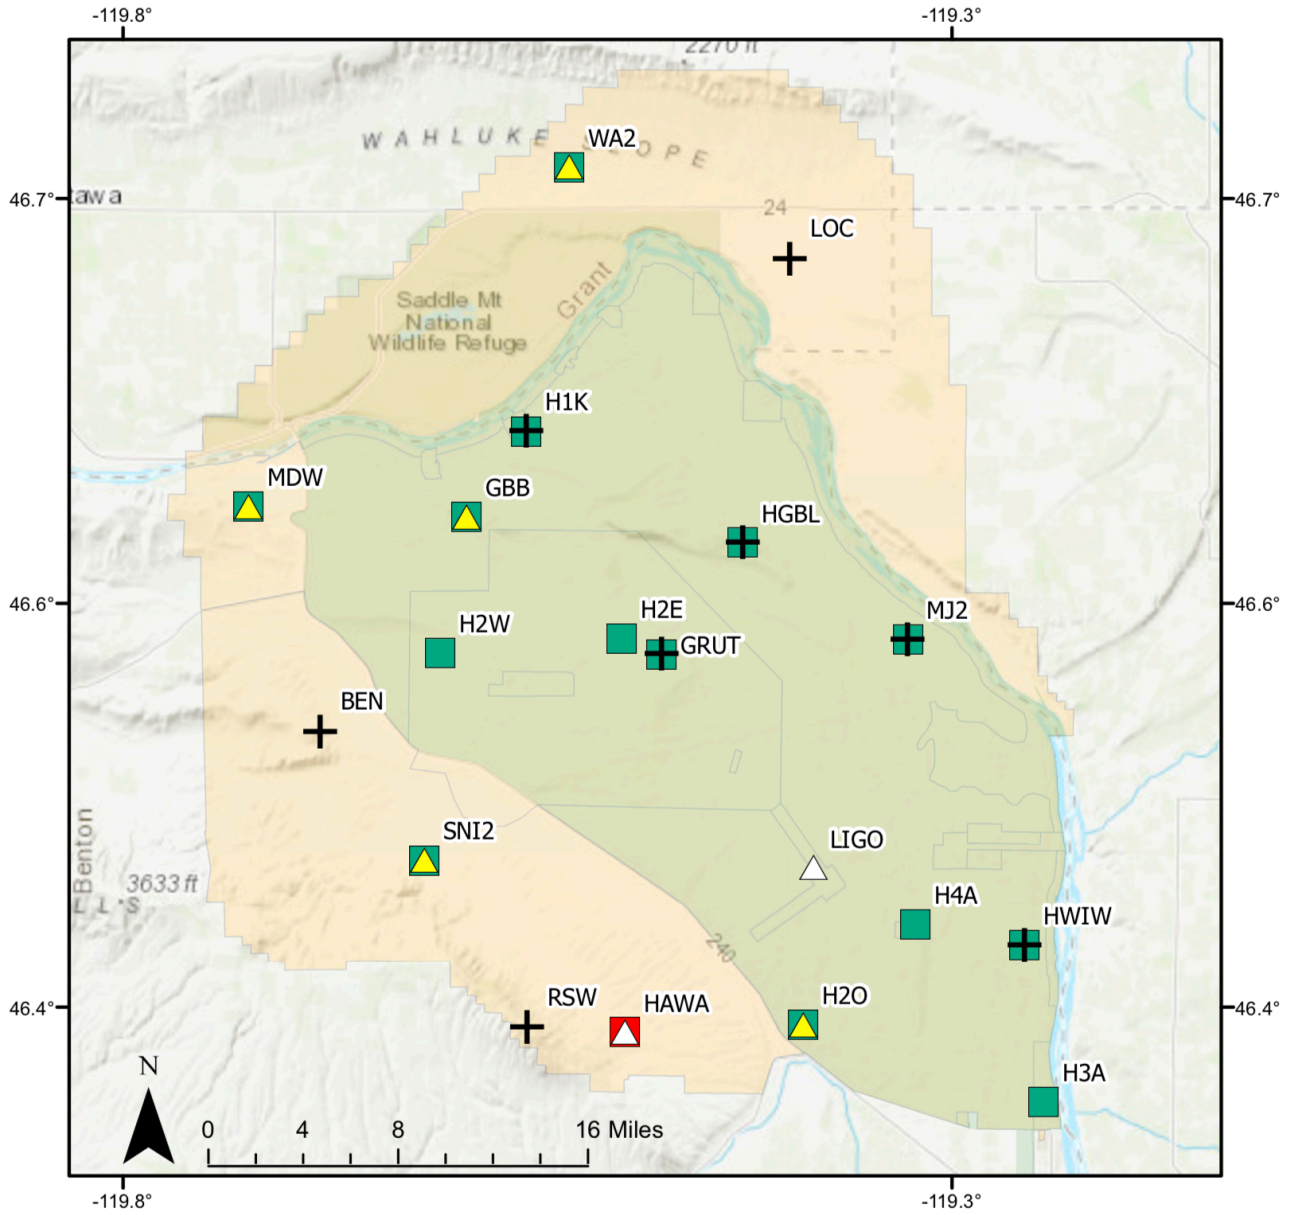 -119.8° -119.3°
2270 ft
WAHLUKE SLOPE
WA2
tawa
46.7° 46.7°
24
LOC
Grant
Saddle Mt
National
Wildlife Refuge
H1K
MDW
GBB
HGBL
46.6° 46.6°
H2E
MJ2
H2W
GRUT
BEN
SNI2
LIGO
Benton
3633 ft
LL'S
H4A
HWIW
240
RSW
HAWA
H2O
46.4° 46.4°
H3A
N
0 4 8 16 Miles
-119.8° -119.3°